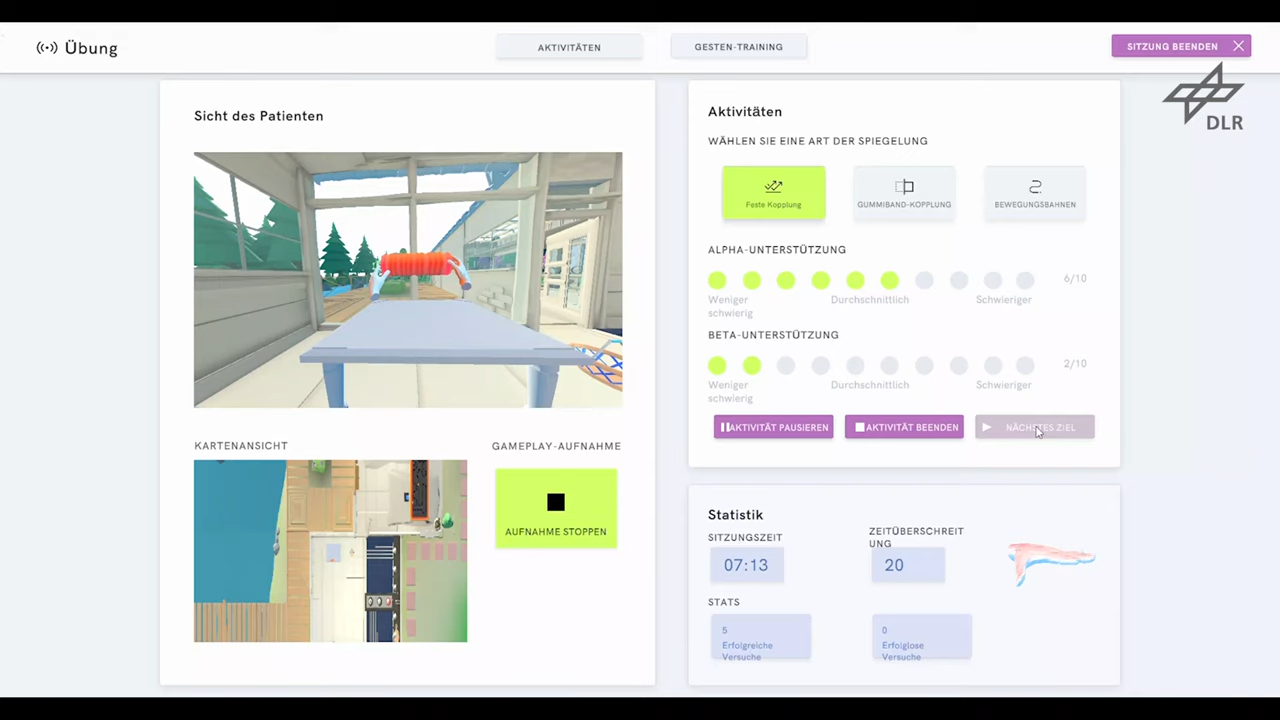 Übung
AKTIVITÄTEN
GESTEN-TRAINING
SITZUNG BEENDEN
DLR
Sicht des Patienten
KARTENANSICHT
GAMEPLAY-AUFNAHME
AUFNAHME STOPPEN
Aktivitäten
WÄHLEN SIE EINE ART DER SPIEGELUNG
Feste Kopplung
GUMMIBAND-KOPPLUNG
BEWEGUNGSBAHNEN
ALPHA-UNTERSTÜTZUNG
6/10
Weniger
schwierig
Durchschnittlich
Schwieriger
BETA-UNTERSTÜTZUNG
2/10
Weniger
schwierig
Durchschnittlich
Schwieriger
AKTIVITÄT PAUSIEREN
AKTIVITÄT BEENDEN
NÄCHSTES ZIEL
Statistik
SITZUNGSZEIT
07:13
ZEITÜBERSCHREIT
UNG
20
STATS
5
Erfolgreiche
Versuche
0
Erfolglose
Versuche